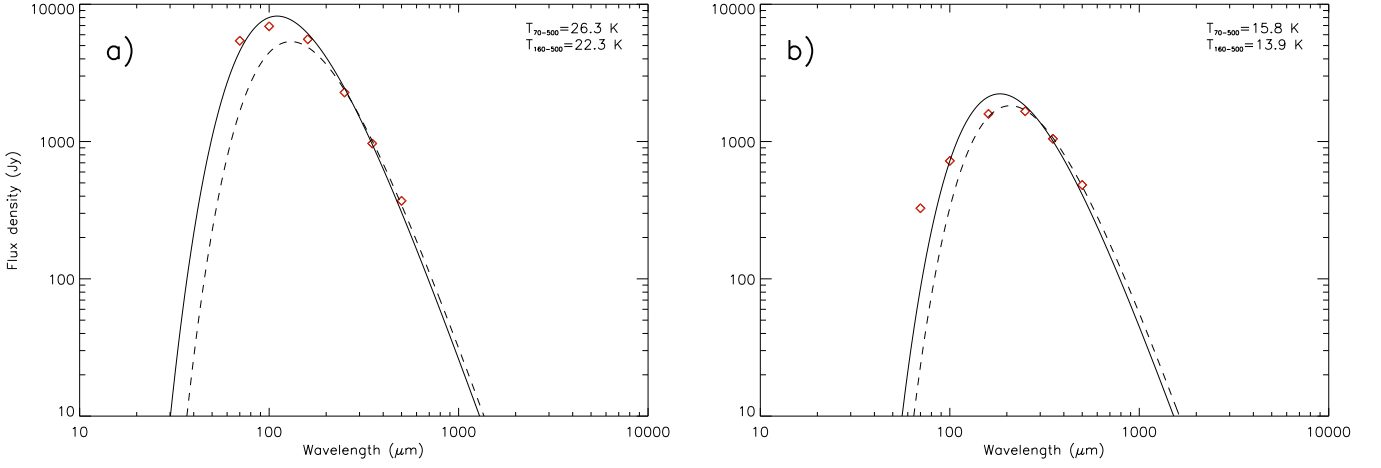 a)
T70-500=26.3 K
T160-500=22.3 K
10000
1000
100
10
Flux density (Jy)
10 100 1000 10000
Wavelength (μm)
b)
T70-500=15.8 K
T160-500=13.9 K
10000
1000
100
10
10 100 1000 10000
Wavelength (μm)